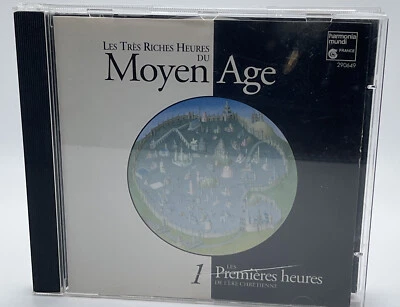 LES TRÈS RICHES HEURES
DU
Moyen Age
harmonia
mundi
FRANCE
290649
1
LES
Premières heures
DE L'ÈRE CHRÉTIENNE